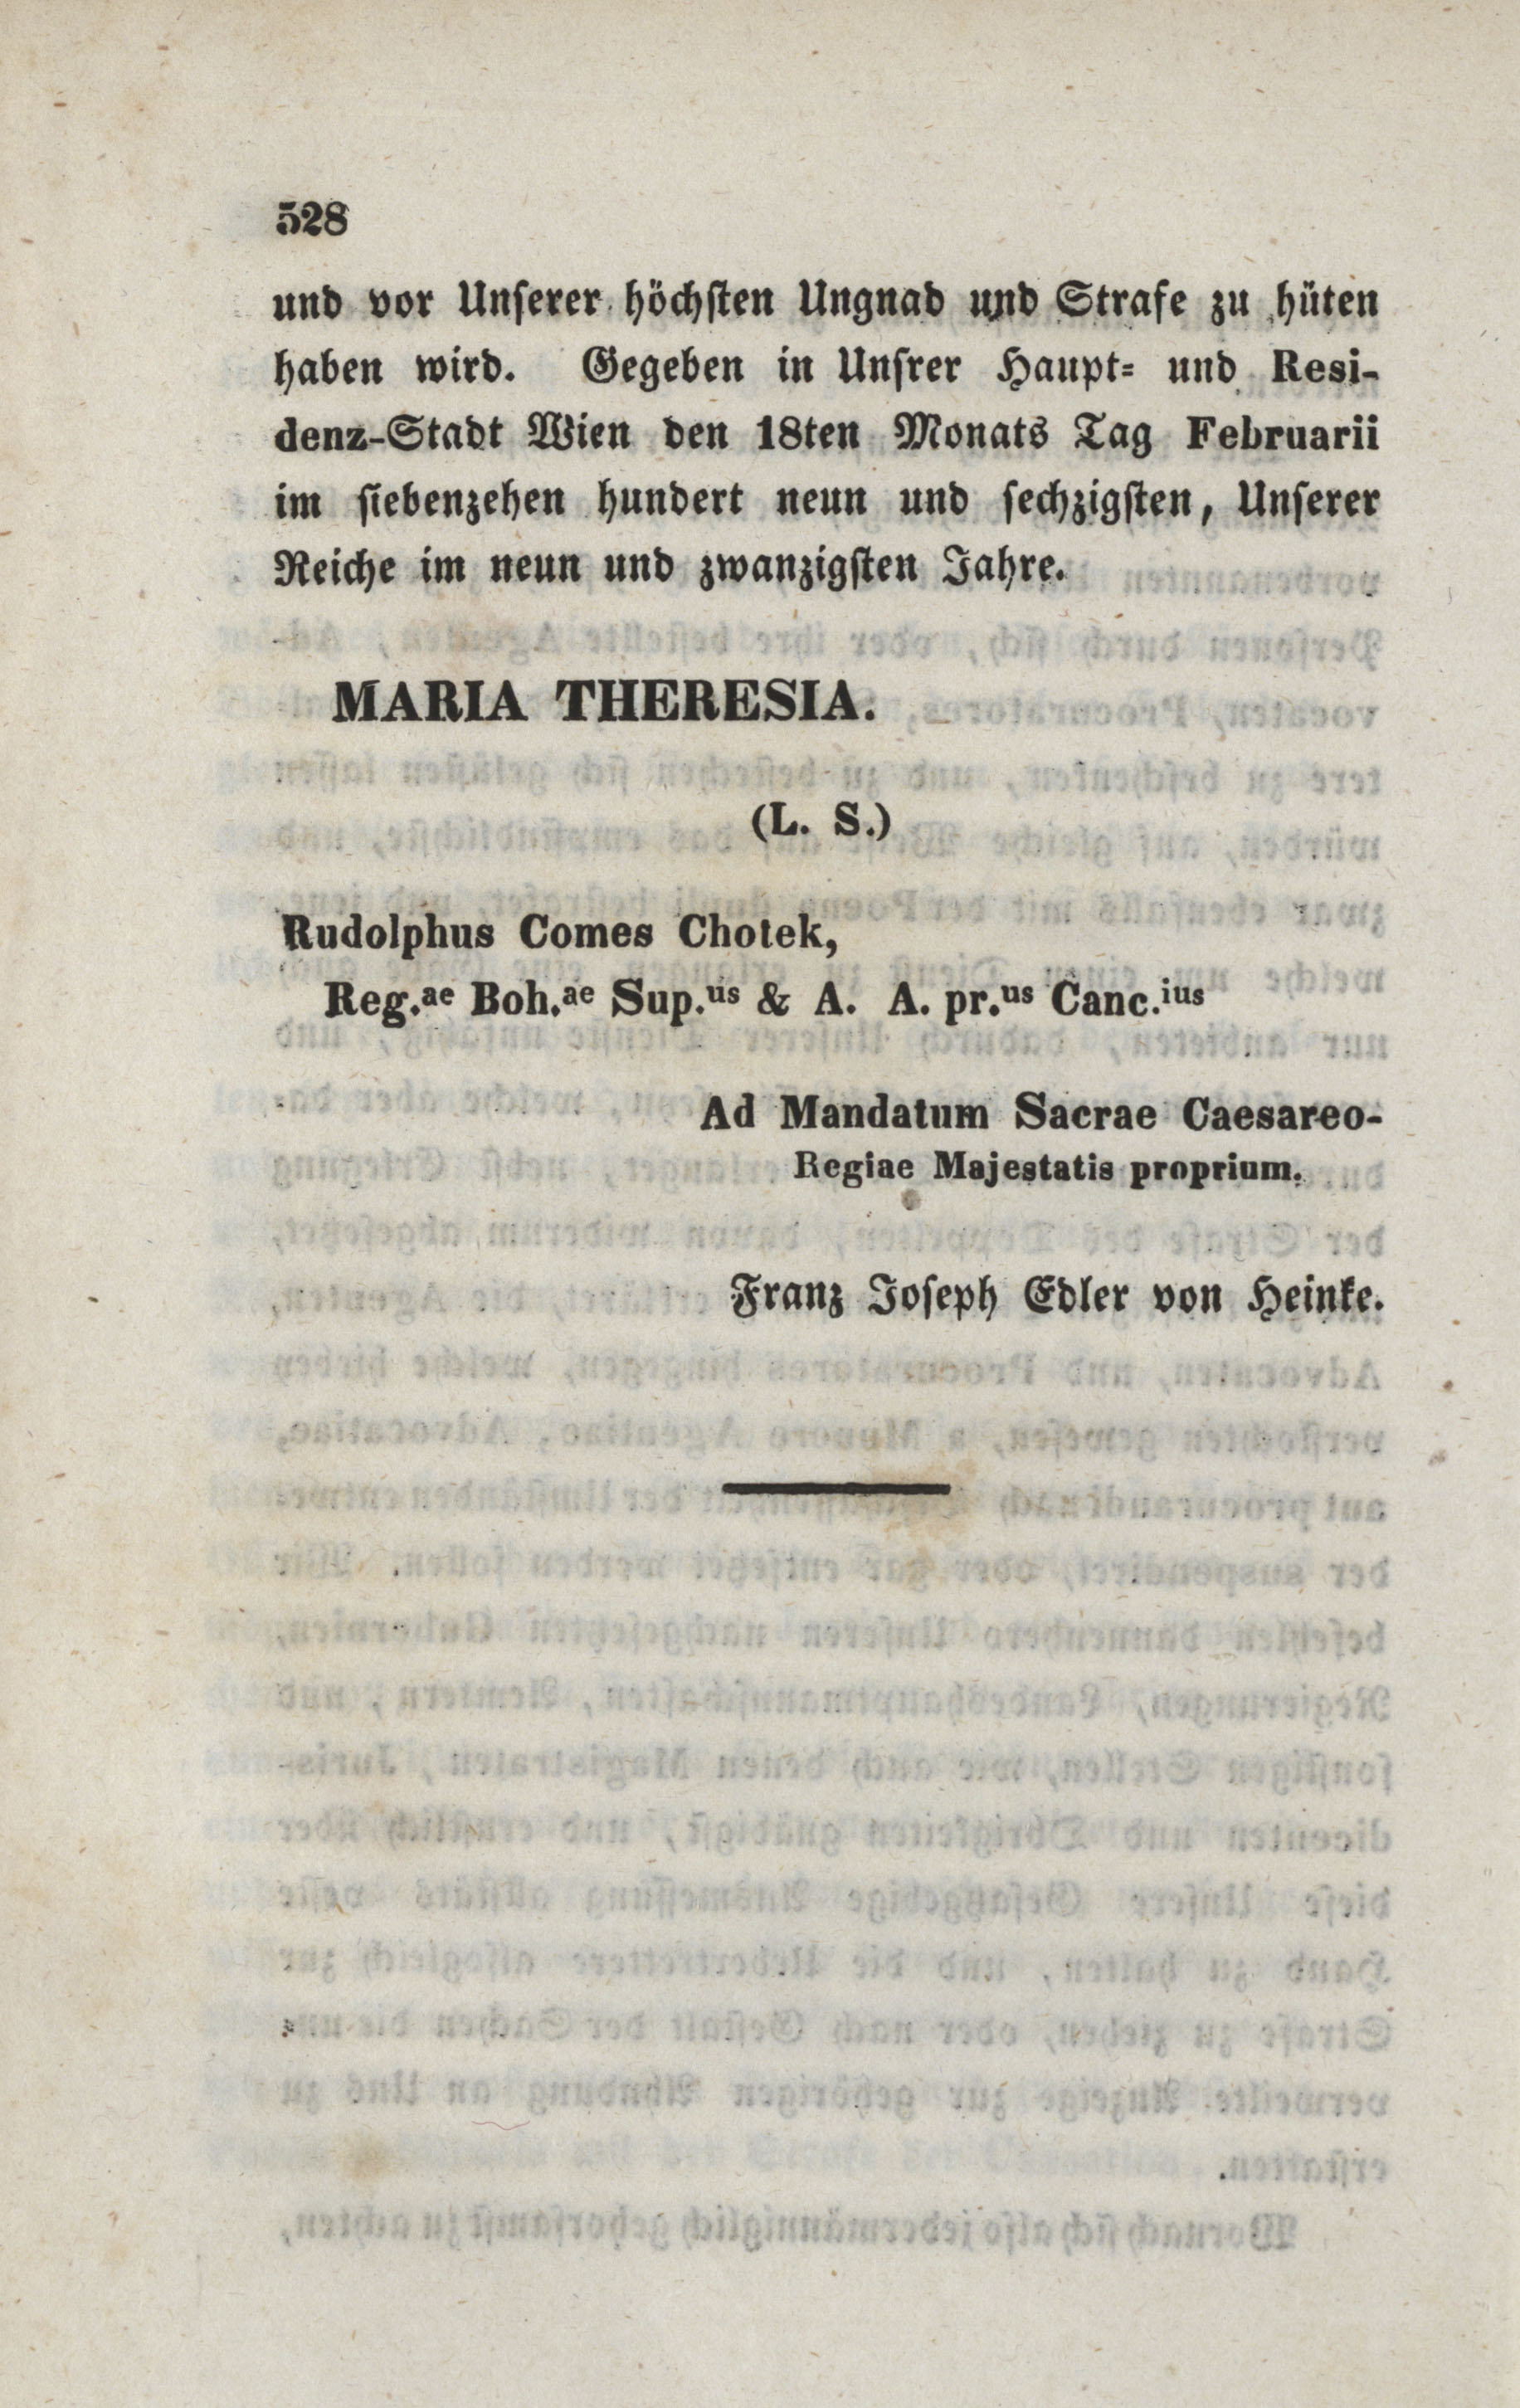 528
und vor Unserer höchsten Ungnad und Strafe zu hüten
haben wird. Gegeben in Unsrer Haupt- und Resi-
denz-Stadt Wien den 18ten Monats Tag Februarii
im siebenzehen hundert neun und sechzigsten, Unserer
Reiche im neun und zwanzigsten Jahre.
MARIA THERESIA.
(L. S.)
Rudolphus Comes Chotek,
Reg.ae Boh.ae Sup.us & A. A. pr.us Canc.ius
Ad Mandatum Sacrae Caesareo-
Regiae Majestatis proprium.
Franz Joseph Edler von Heinke.